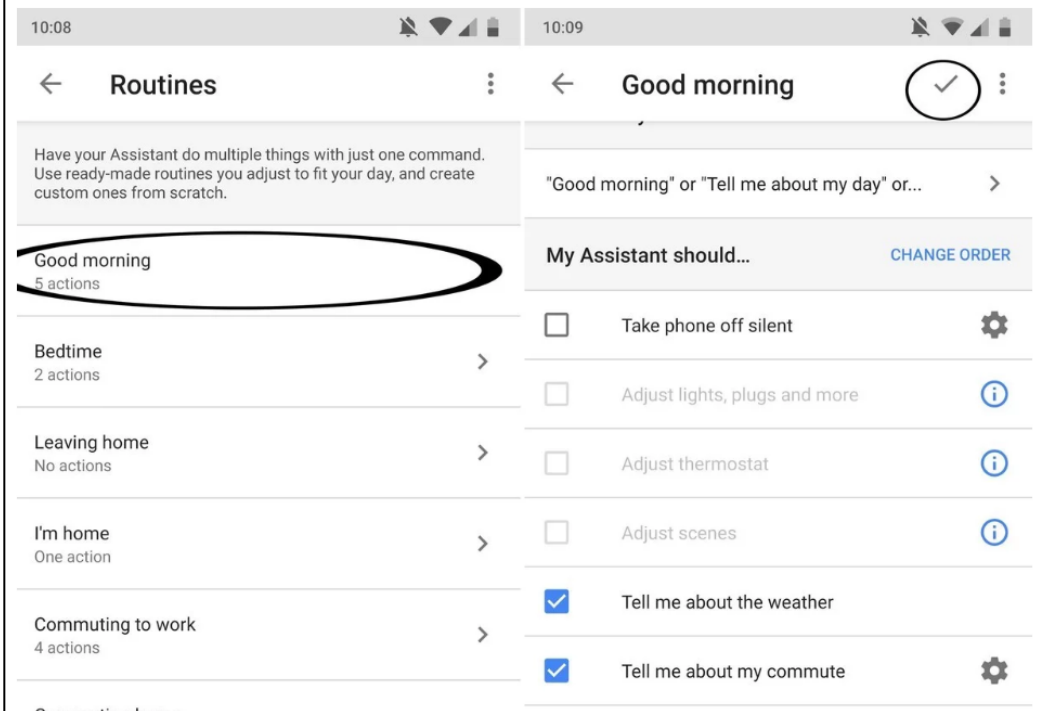 10:08
Routines
Have your Assistant do multiple things with just one command.
Use ready-made routines you adjust to fit your day, and create
custom ones from scratch.
Good morning
5 actions
Bedtime
2 actions
Leaving home
No actions
I'm home
One action
Commuting to work
4 actions
10:09
Good morning
"Good morning" or "Tell me about my day" or...
My Assistant should...
CHANGE ORDER
Take phone off silent
Adjust lights, plugs and more
Adjust thermostat
Adjust scenes
Tell me about the weather
Tell me about my commute